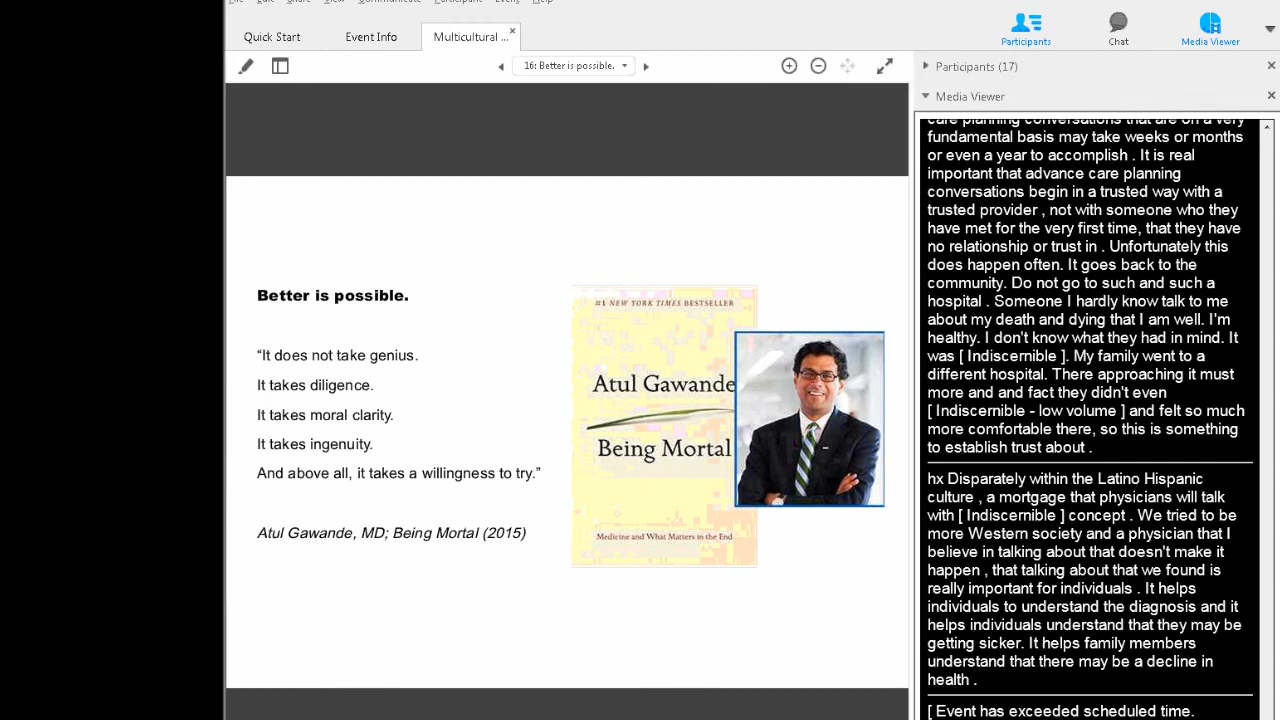 File Edit Share View Communicate Participant Event Help
Quick Start
Event Info
Multicultural ...
Participants
Chat
Media Viewer
16: Better is possible.
Participants (17)
Media Viewer
Better is possible.
“It does not take genius.
It takes diligence.
It takes moral clarity.
It takes ingenuity.
And above all, it takes a willingness to try.”
Atul Gawande, MD; Being Mortal (2015)
#1 NEW YORK TIMES BESTSELLER
Atul Gawande
Being Mortal
Medicine and What Matters in the End
care planning conversations that are on a very
fundamental basis may take weeks or months
or even a year to accomplish . It is real
important that advance care planning
conversations begin in a trusted way with a
trusted provider , not with someone who they
have met for the very first time, that they have
no relationship or trust in . Unfortunately this
does happen often. It goes back to the
community. Do not go to such and such a
hospital . Someone I hardly know talk to me
about my death and dying that I am well. I'm
healthy. I don't know what they had in mind. It
was [ Indiscernible ]. My family went to a
different hospital. There approaching it must
more and and fact they didn't even
[ Indiscernible - low volume ] and felt so much
more comfortable there, so this is something
to establish trust about .
hx Disparately within the Latino Hispanic
culture , a mortgage that physicians will talk
with [ Indiscernible ] concept . We tried to be
more Western society and a physician that I
believe in talking about that doesn't make it
happen , that talking about that we found is
really important for individuals . It helps
individuals to understand the diagnosis and it
helps individuals understand that they may be
getting sicker. It helps family members
understand that there may be a decline in
health .
[ Event has exceeded scheduled time.